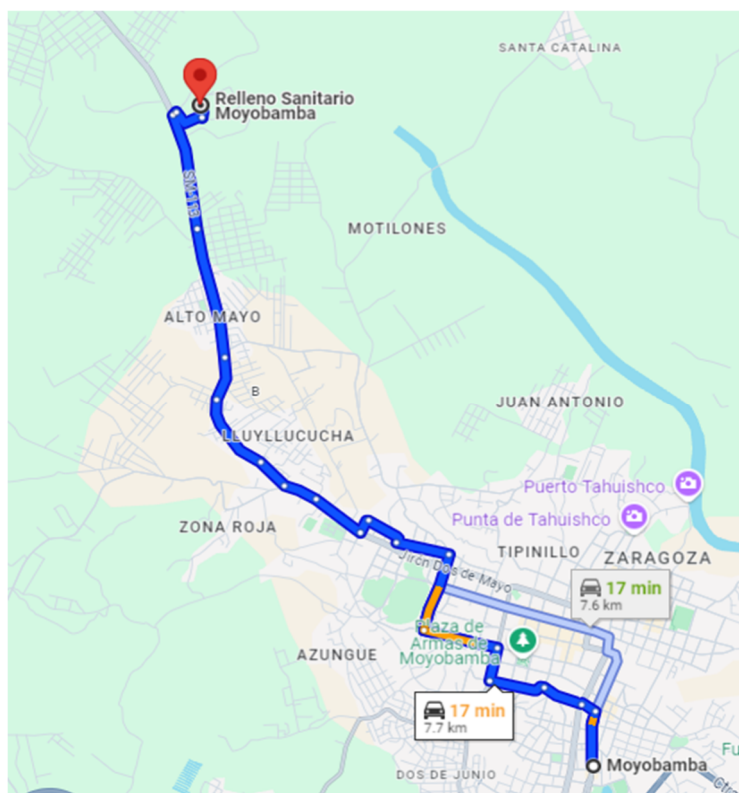 SANTA CATALINA
Relleno Sanitario
Moyobamba
MOTILONES
ALTO MAYO
B
JUAN ANTONIO
LLUYLLUCUCHA
Puerto Tahuishco
Punta de Tahuishco
ZONA ROJA
TIPINILLO
ZARAGOZA
Jirón Dos de Mayo
17 min
7.6 km
Plaza de
Armas de
Moyobamba
AZUNGUE
17 min
7.7 km
Moyobamba
DOS DE JUNIO
Fu